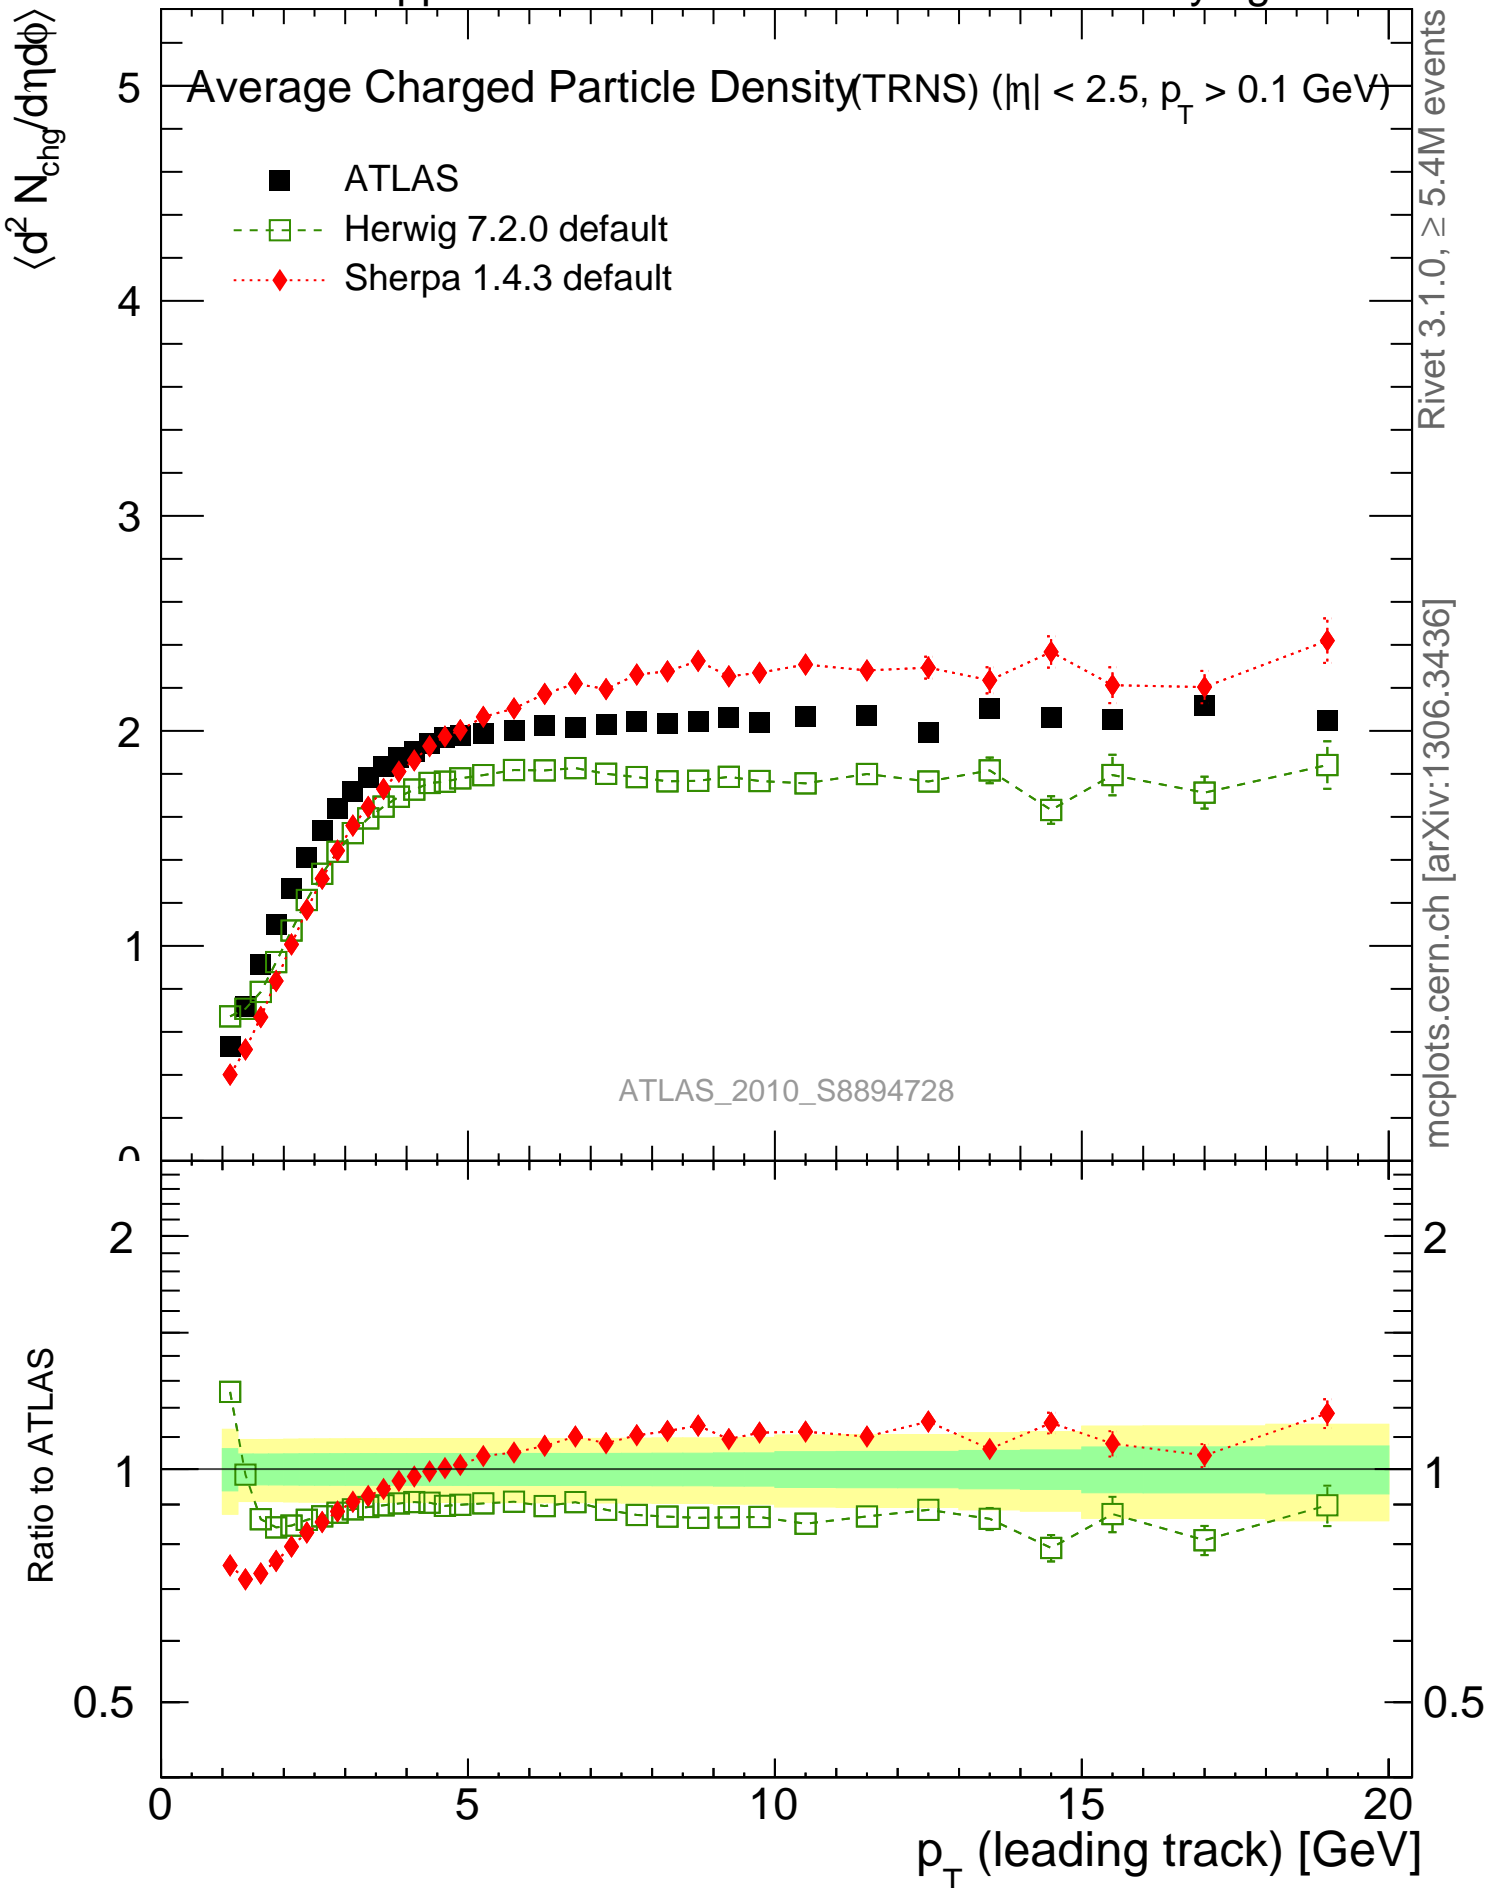 ⟨d² N_chg/dηdϕ⟩
Average Charged Particle Density (TRNS) (|η| < 2.5, p_T > 0.1 GeV)
ATLAS
Herwig 7.2.0 default
Sherpa 1.4.3 default
5
4
3
2
1
0
ATLAS_2010_S8894728
Rivet 3.1.0, ≥ 5.4M events
mcplots.cern.ch [arXiv:1306.3436]
Ratio to ATLAS
2
1
0.5
2
1
0.5
0 5 10 15 20
p_T (leading track) [GeV]